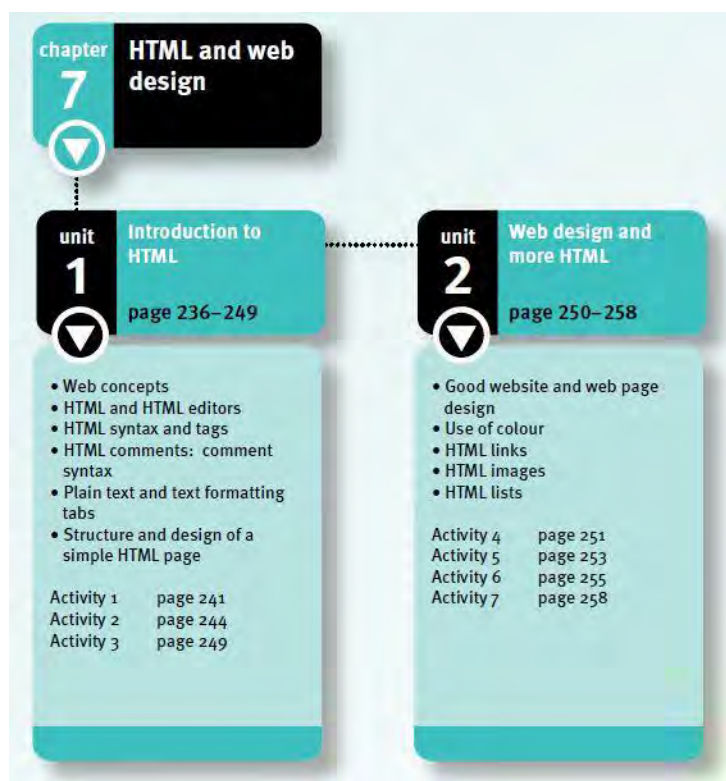 chapter
7
HTML and web
design
unit
1
Introduction to
HTML
page 236–249
• Web concepts
• HTML and HTML editors
• HTML syntax and tags
• HTML comments: comment
syntax
• Plain text and text formatting
tabs
• Structure and design of a
simple HTML page
Activity 1 page 241
Activity 2 page 244
Activity 3 page 249
unit
2
Web design and
more HTML
page 250–258
• Good website and web page
design
• Use of colour
• HTML links
• HTML images
• HTML lists
Activity 4 page 251
Activity 5 page 253
Activity 6 page 255
Activity 7 page 258